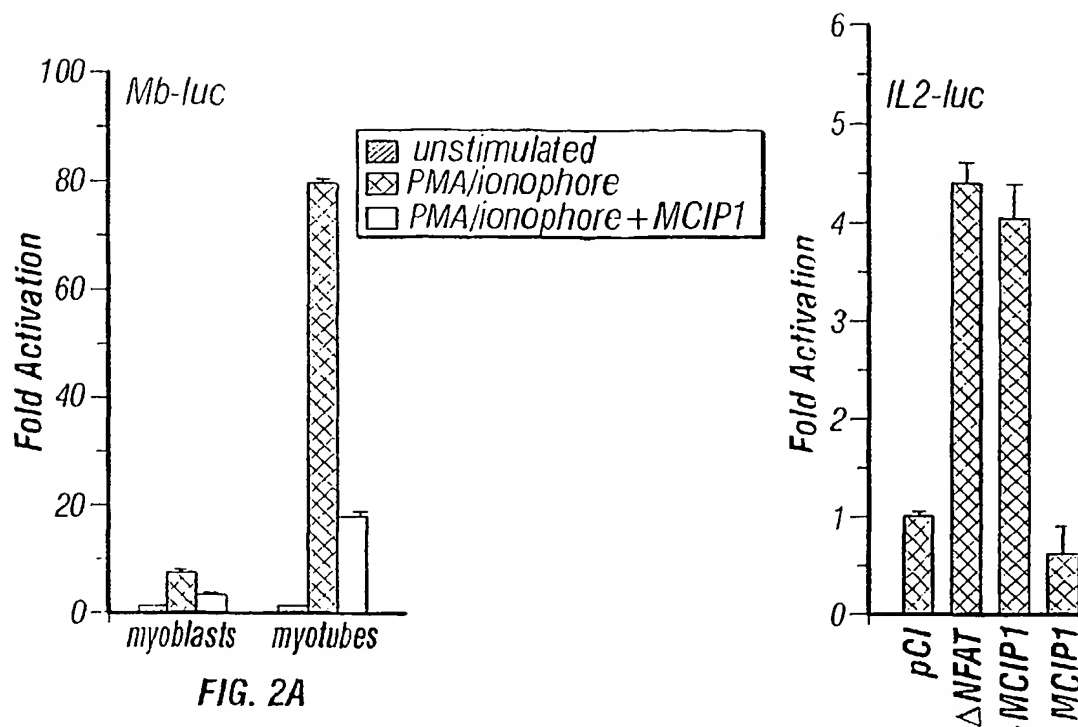 Mb-luc
Fold Activation
100
80
60
40
20
0
myoblasts myotubes
FIG. 2A
unstimulated
PMA/ionophore
PMA/ionophore + MCIP1
IL2-luc
Fold Activation
6
5
4
3
2
1
0
pCI
△NFAT
MCIP1
MCIP1